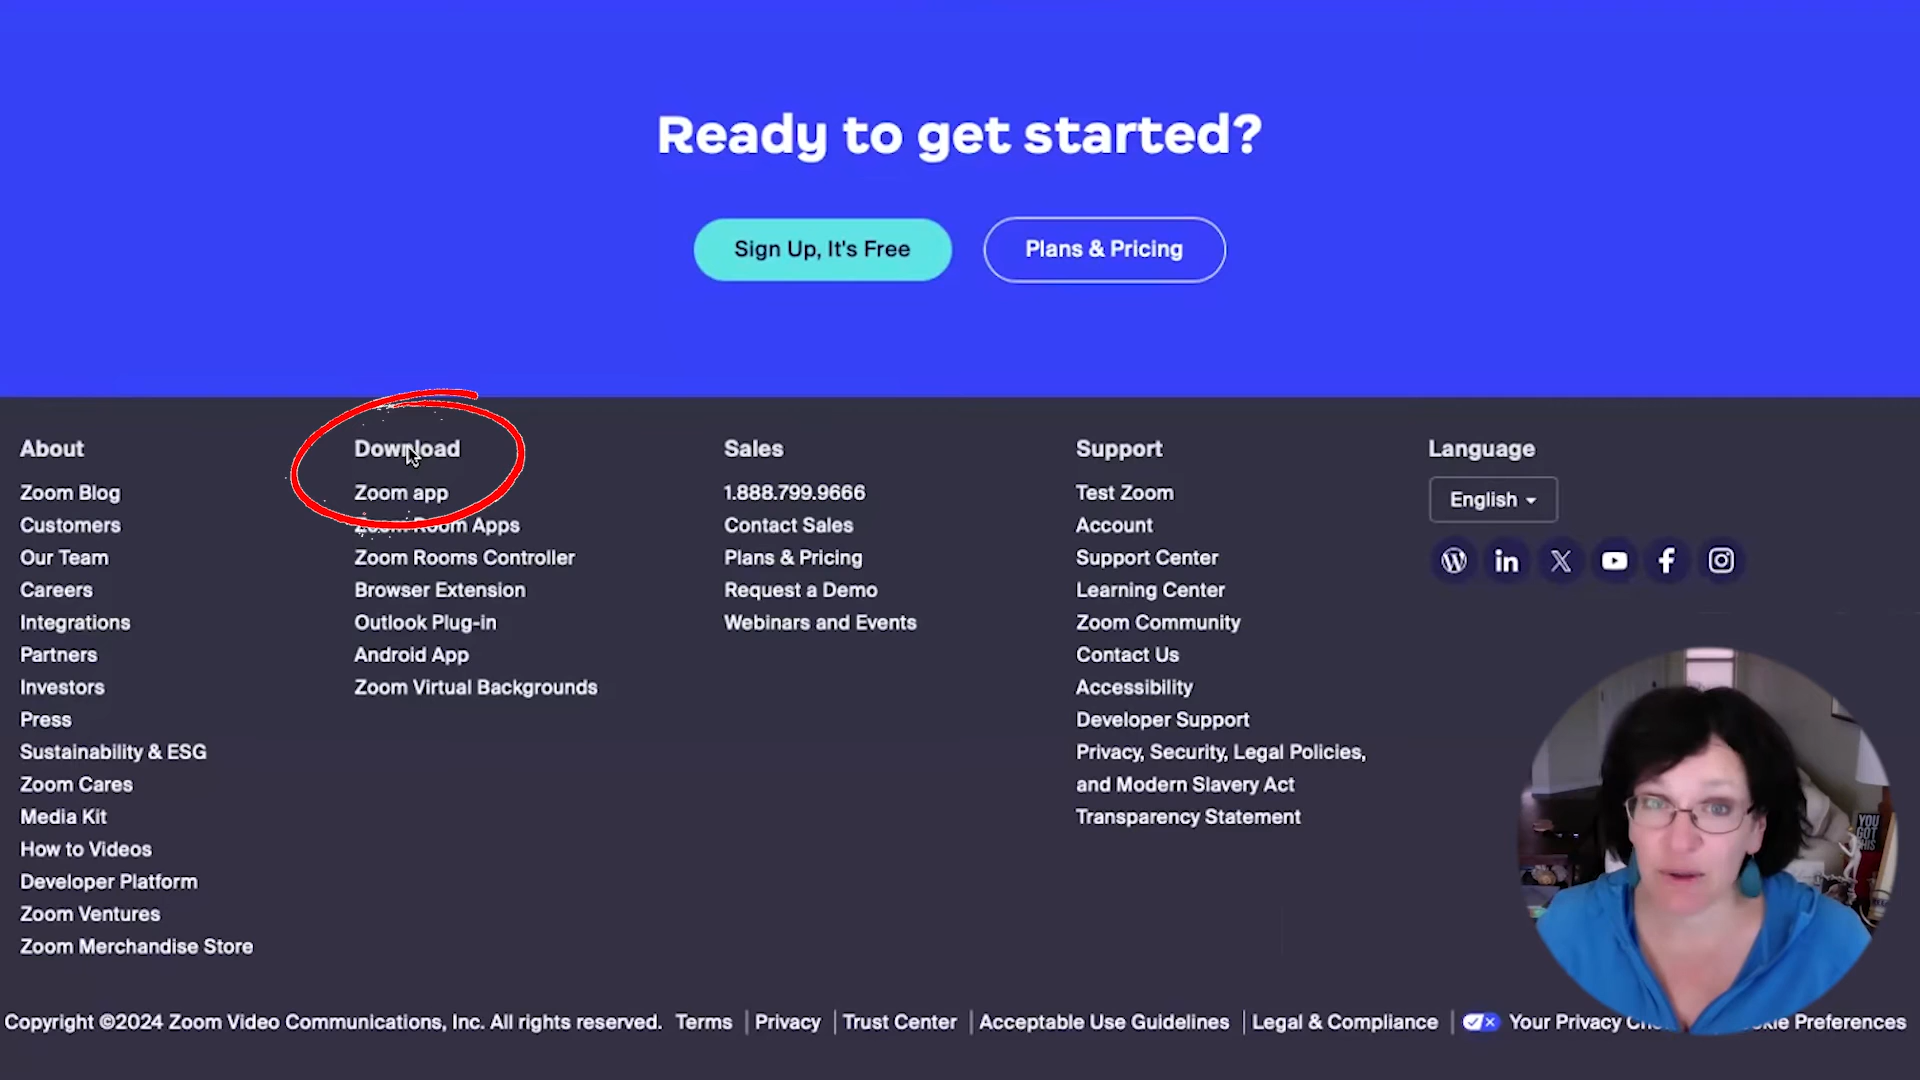 Ready to get started?
Sign Up, It's Free
Plans & Pricing
About
Zoom Blog
Customers
Our Team
Careers
Integrations
Partners
Investors
Press
Sustainability & ESG
Zoom Cares
Media Kit
How to Videos
Developer Platform
Zoom Ventures
Zoom Merchandise Store
Download
Zoom app
Zoom Room Apps
Zoom Rooms Controller
Browser Extension
Outlook Plug-in
Android App
Zoom Virtual Backgrounds
Sales
1.888.799.9666
Contact Sales
Plans & Pricing
Request a Demo
Webinars and Events
Support
Test Zoom
Account
Support Center
Learning Center
Zoom Community
Contact Us
Accessibility
Developer Support
Privacy, Security, Legal Policies,
and Modern Slavery Act
Transparency Statement
Language
English
in
YOU
GOT
THIS
Copyright ©2024 Zoom Video Communications, Inc. All rights reserved. Terms | Privacy | Trust Center | Acceptable Use Guidelines | Legal & Compliance | Your Privacy Preferences